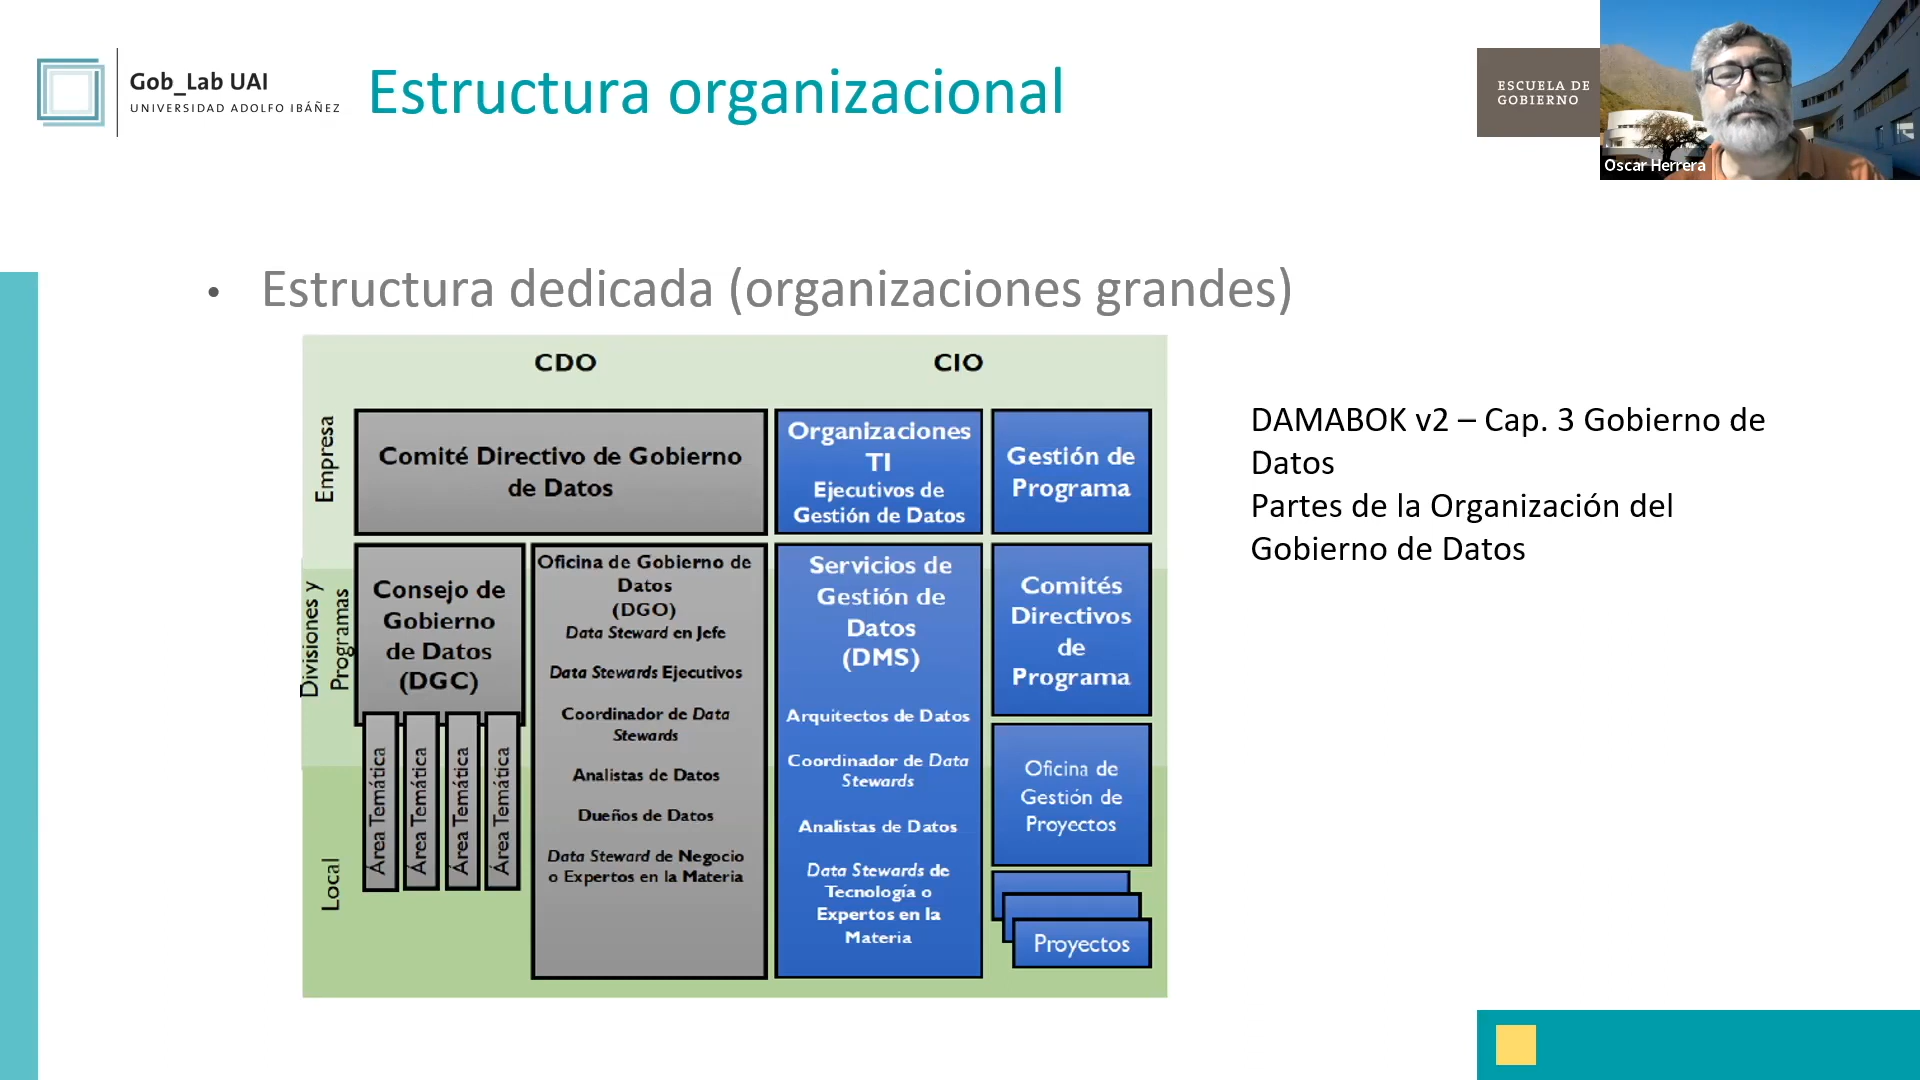 Gob_Lab UAI
UNIVERSIDAD ADOLFO IBÁÑEZ
Estructura organizacional
ESCUELA DE
GOBIERNO
Oscar Herrera
• Estructura dedicada (organizaciones grandes)
CDO
CIO
Empresa
Comité Directivo de Gobierno
de Datos
Organizaciones
TI
Ejecutivos de
Gestión de Datos
Gestión de
Programa
Divisiones y
Programas
Consejo de
Gobierno
de Datos
(DGC)
Área Temática
Área Temática
Área Temática
Área Temática
Oficina de Gobierno de
Datos
(DGO)
Data Steward en Jefe
Data Stewards Ejecutivos
Coordinador de Data
Stewards
Analistas de Datos
Dueños de Datos
Data Steward de Negocio
o Expertos en la Materia
Servicios de
Gestión de
Datos
(DMS)
Arquitectos de Datos
Coordinador de Data
Stewards
Analistas de Datos
Data Stewards de
Tecnología o
Expertos en la
Materia
Comités
Directivos
de
Programa
Oficina de
Gestión de
Proyectos
Proyectos
Local
DAMABOK v2 – Cap. 3 Gobierno de
Datos
Partes de la Organización del
Gobierno de Datos